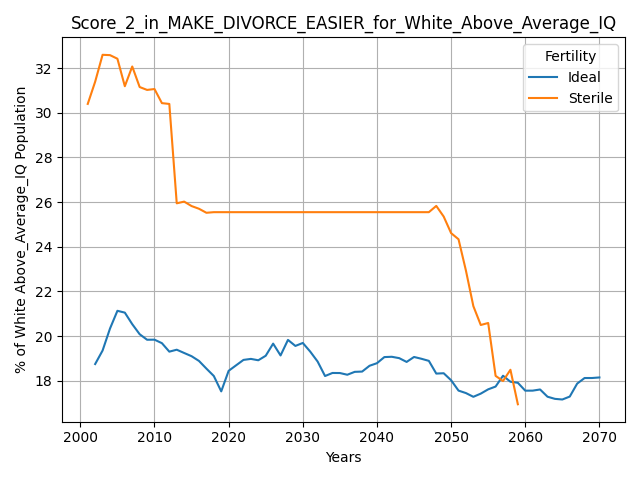 Score_2_in_MAKE_DIVORCE_EASIER_for_White_Above_Average_IQ
% of White Above_Average_IQ Population
32
30
28
26
24
22
20
18
Fertility
Ideal
Sterile
2000 2010 2020 2030 2040 2050 2060 2070
Years